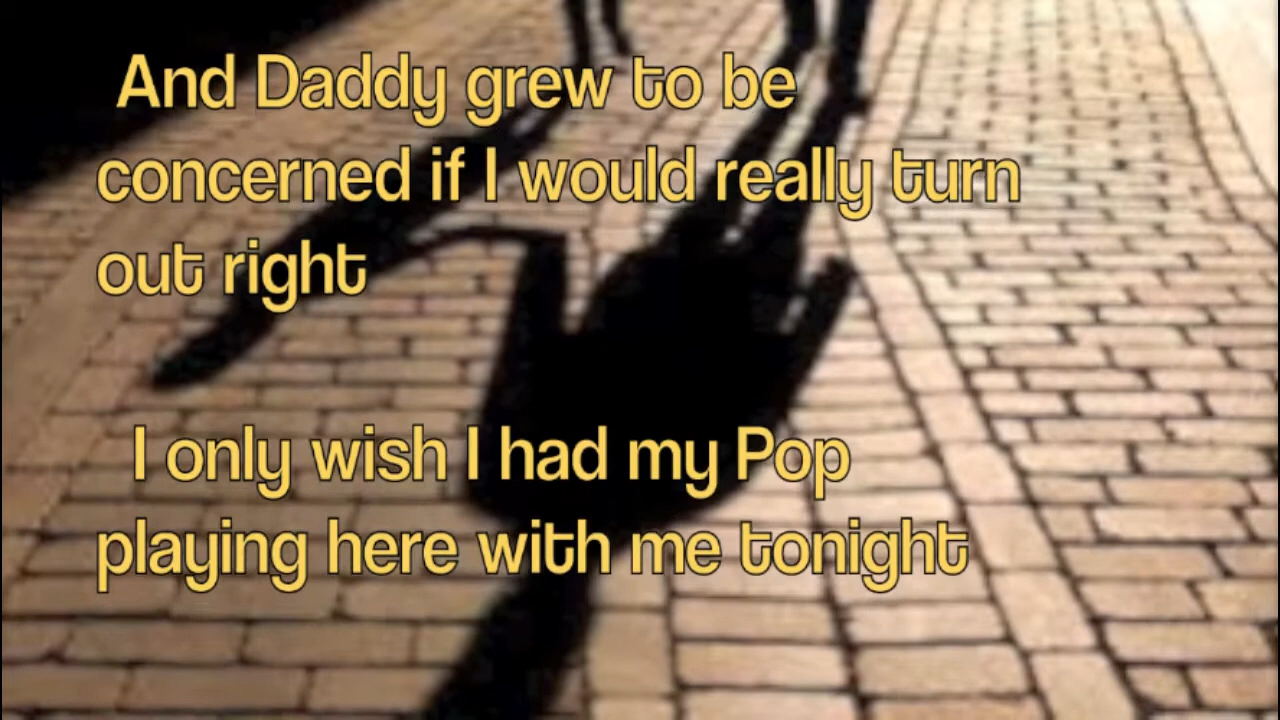 And Daddy grew to be
concerned if I would really turn
out right
I only wish I had my Pop
playing here with me tonight